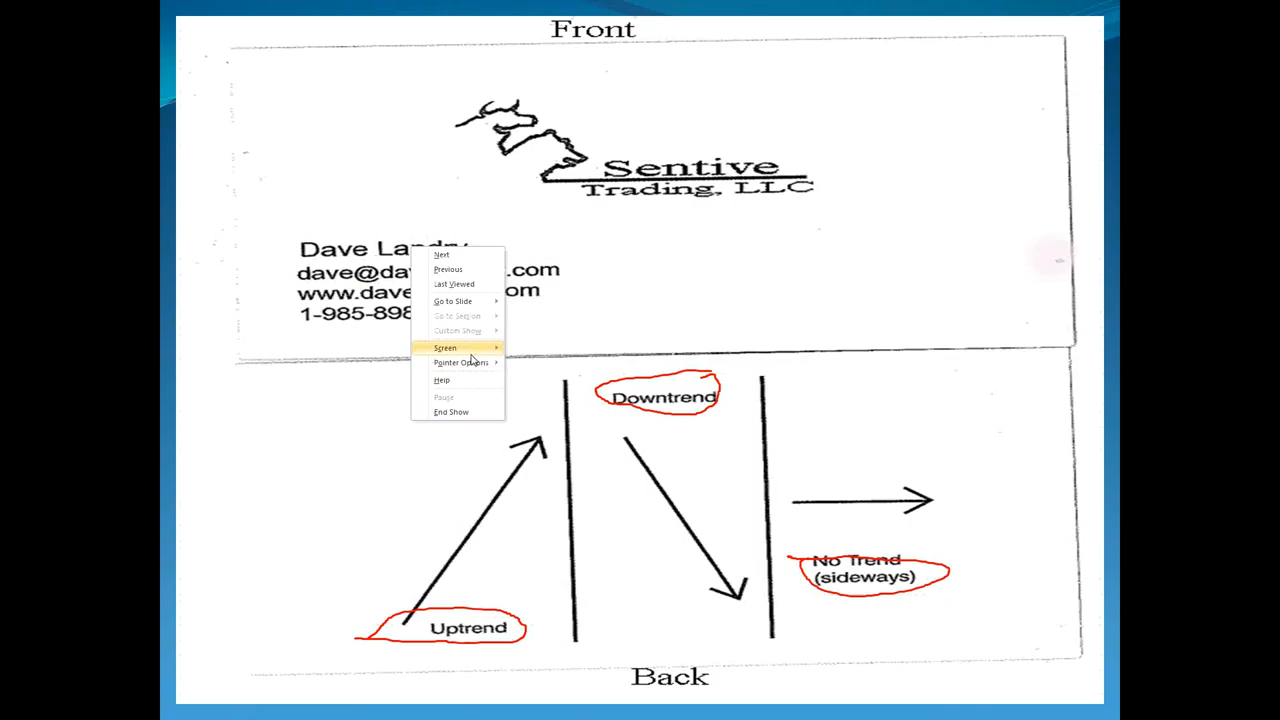 Front
Sentive
Trading, LLC
Dave Landry
dave@da .com
www.dave om
1-985-898
Next
Previous
Last Viewed
Go to Slide
Go to Section
Custom Show
Screen
Pointer Options
Help
Pause
End Show
Downtrend
No Trend
(sideways)
Uptrend
Back